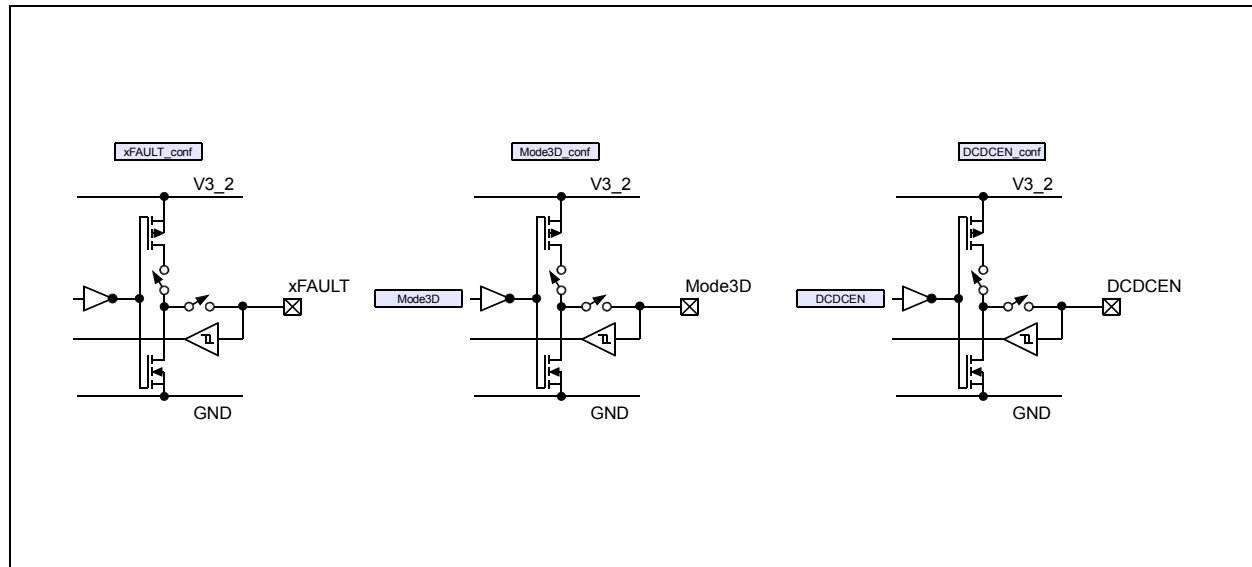 xFAULT_conf
Mode3D_conf
DCDCEN_conf
V3_2
V3_2
V3_2
xFAULT
Mode3D
Mode3D
DCDCEN
DCDCEN
GND
GND
GND